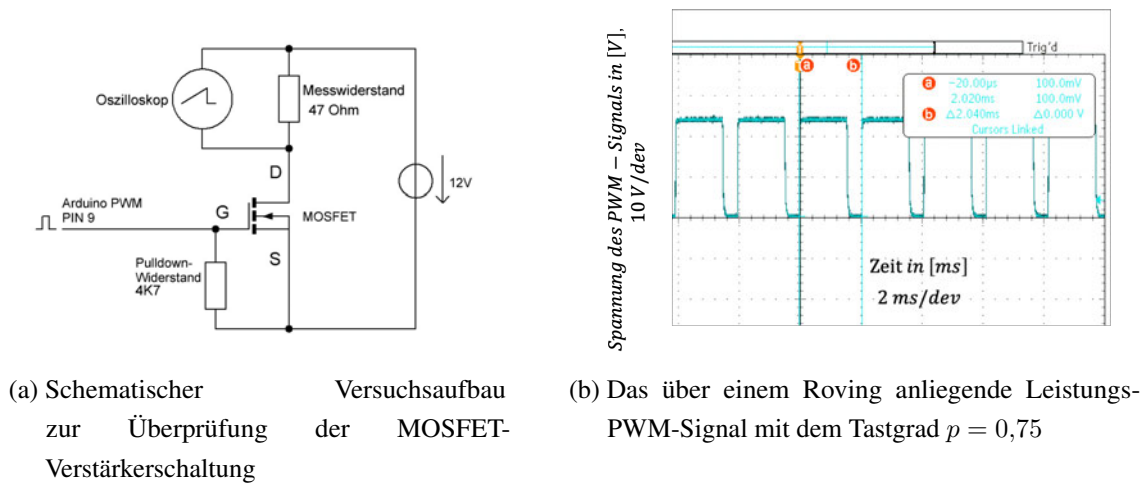 Oszilloskop
Messwiderstand
47 Ohm
D
12V
Arduino PWM
PIN 9
G
MOSFET
S
Pulldown-
Widerstand
4K7
Spannung des PWM − Signals in [V].
10 V/dev
Trig'd
a
b
a −20.00µs 100.0mV
2.020ms 100.0mV
b △2.040ms △0.000 V
Cursors Linked
Zeit in [ms]
2 ms/dev
(a) Schematischer Versuchsaufbau
zur Überprüfung der MOSFET-
Verstärkerschaltung
(b) Das über einem Roving anliegende Leistungs-
PWM-Signal mit dem Tastgrad p = 0,75